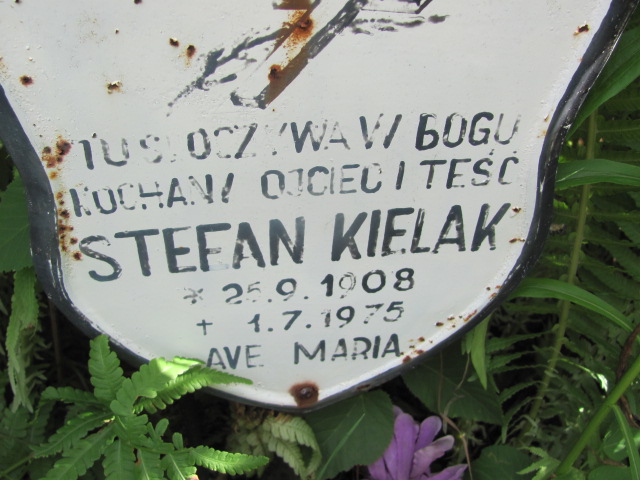 TU SPOCZYWA W BOGU
KOCHANY OJCIEC I TEŚĆ
STEFAN KIELAK
* 25.9.1908
+ 1.7.1975
AVE MARIA